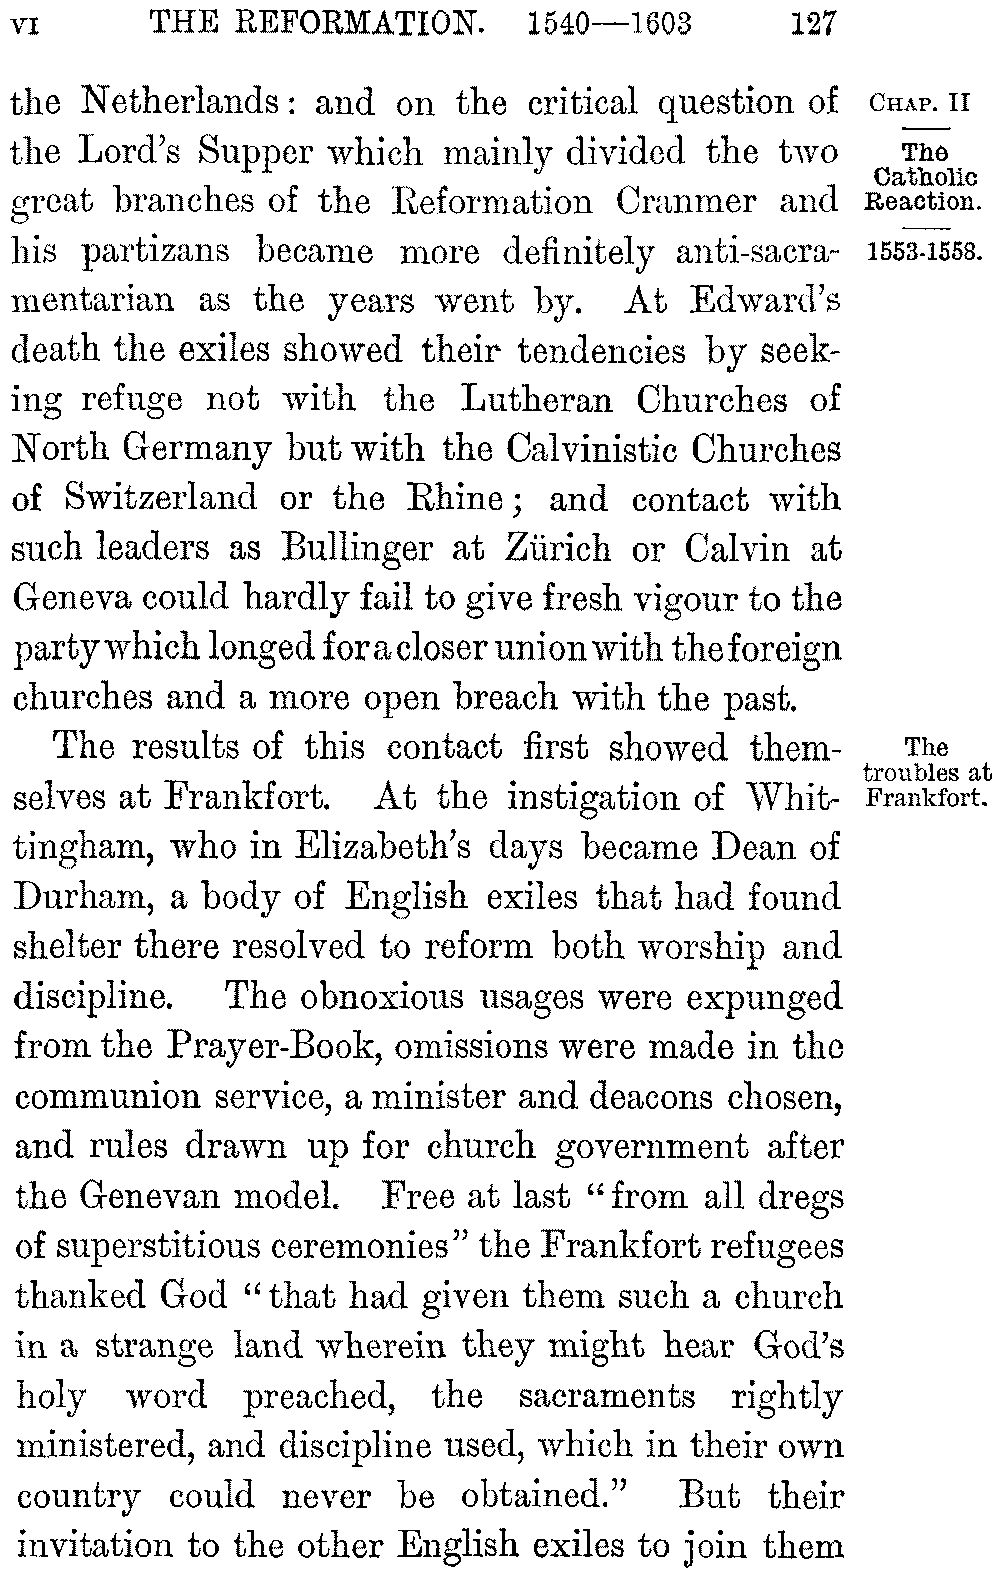 VI THE REFORMATION. 1540—1603 127
the Netherlands: and on the critical question of
the Lord's Supper which mainly divided the two
great branches of the Reformation Cranmer and
his partizans became more definitely anti-sacra-
mentarian as the years went by. At Edward's
death the exiles showed their tendencies by seek-
ing refuge not with the Lutheran Churches of
North Germany but with the Calvinistic Churches
of Switzerland or the Rhine; and contact with
such leaders as Bullinger at Zürich or Calvin at
Geneva could hardly fail to give fresh vigour to the
party which longed for a closer union with the foreign
churches and a more open breach with the past.
The results of this contact first showed them-
selves at Frankfort. At the instigation of Whit-
tingham, who in Elizabeth's days became Dean of
Durham, a body of English exiles that had found
shelter there resolved to reform both worship and
discipline. The obnoxious usages were expunged
from the Prayer-Book, omissions were made in the
communion service, a minister and deacons chosen,
and rules drawn up for church government after
the Genevan model. Free at last "from all dregs
of superstitious ceremonies" the Frankfort refugees
thanked God "that had given them such a church
in a strange land wherein they might hear God's
holy word preached, the sacraments rightly
ministered, and discipline used, which in their own
country could never be obtained." But their
invitation to the other English exiles to join them
CHAP. II
The
Catholic
Reaction.
1553-1558.
The
troubles at
Frankfort.